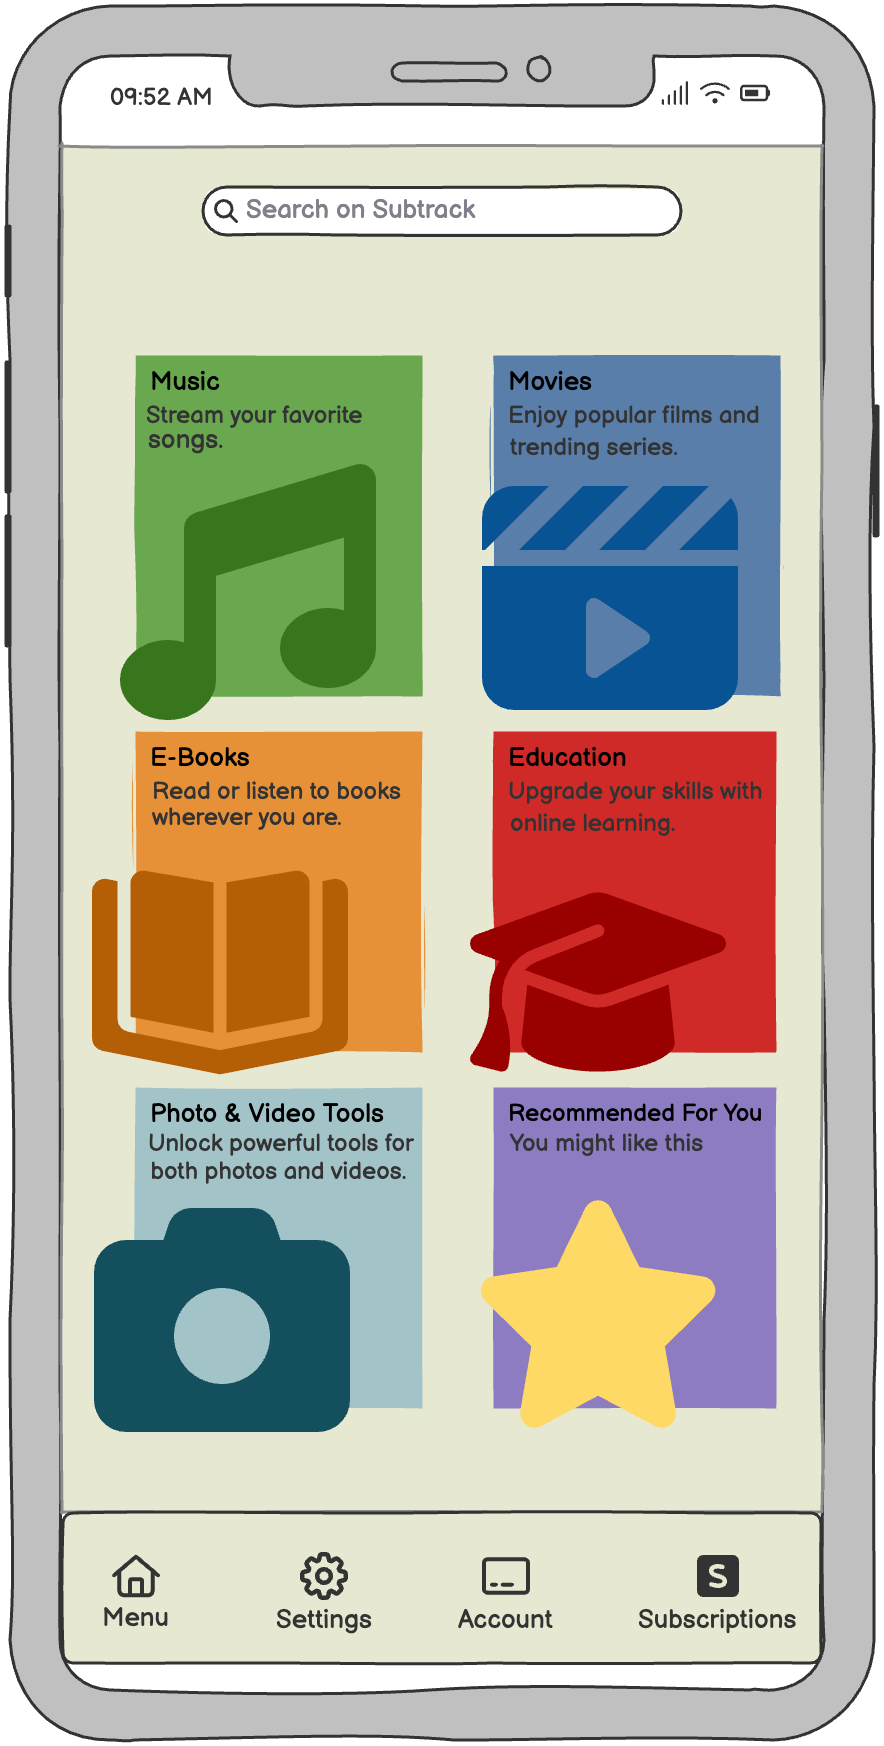 09:52 AM
Search on Subtrack
Music
Stream your favorite
songs.
Movies
Enjoy popular films and
trending series.
E-Books
Read or listen to books
wherever you are.
Education
Upgrade your skills with
online learning.
Photo & Video Tools
Unlock powerful tools for
both photos and videos.
Recommended For You
You might like this
Menu
Settings
Account
S
Subscriptions